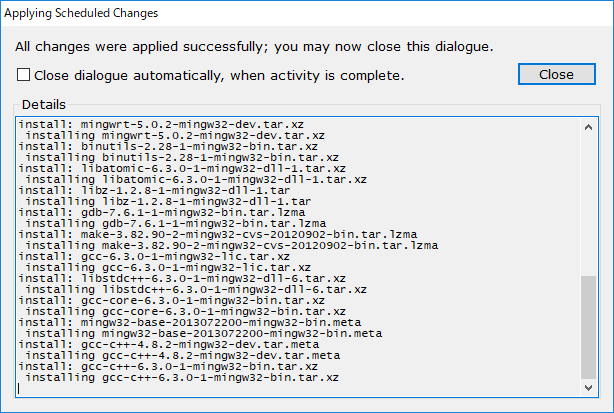 Applying Scheduled Changes
All changes were applied successfully; you may now close this dialogue.
Close dialogue automatically, when activity is complete.
Close
Details
install: mingwrt-5.0.2-mingw32-dev.tar.xz
installing mingwrt-5.0.2-mingw32-dev.tar.xz
install: binutils-2.28-1-mingw32-bin.tar.xz
installing binutils-2.28-1-mingw32-bin.tar.xz
install: libatomic-6.3.0-1-mingw32-dll-1.tar.xz
installing libatomic-6.3.0-1-mingw32-dll-1.tar.xz
install: libz-1.2.8-1-mingw32-dll-1.tar
installing libz-1.2.8-1-mingw32-dll-1.tar
install: gdb-7.6.1-1-mingw32-bin.tar.lzma
installing gdb-7.6.1-1-mingw32-bin.tar.lzma
install: make-3.82.90-2-mingw32-cvs-20120902-bin.tar.lzma
installing make-3.82.90-2-mingw32-cvs-20120902-bin.tar.lzma
install: gcc-6.3.0-1-mingw32-lic.tar.xz
installing gcc-6.3.0-1-mingw32-lic.tar.xz
install: libstdc++-6.3.0-1-mingw32-dll-6.tar.xz
installing libstdc++-6.3.0-1-mingw32-dll-6.tar.xz
install: gcc-core-6.3.0-1-mingw32-bin.tar.xz
installing gcc-core-6.3.0-1-mingw32-bin.tar.xz
install: mingw32-base-2013072200-mingw32-bin.meta
installing mingw32-base-2013072200-mingw32-bin.meta
install: gcc-c++-4.8.2-mingw32-dev.tar.meta
installing gcc-c++-4.8.2-mingw32-dev.tar.meta
install: gcc-c++-6.3.0-1-mingw32-bin.tar.xz
installing gcc-c++-6.3.0-1-mingw32-bin.tar.xz